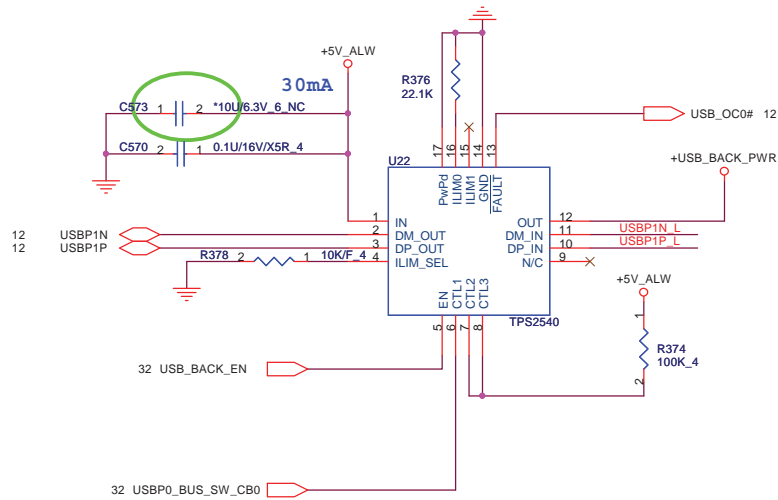 +5V_ALW
30mA
C573 1 2 *10U/6.3V_6_NC
C570 2 1 0.1U/16V/X5R_4
R376
22.1K
USB_OC0# 12
+USB_BACK_PWR
U22
17 16 15 14 13
PwPd ILIM0 ILIM1 GND FAULT
1 IN
2 DM_OUT
3 DP_OUT
4 ILIM_SEL
OUT 12
DM_IN 11 USBP1N_L
DP_IN 10 USBP1P_L
N/C 9
12 USBP1N
12 USBP1P
R378 2 1 10K/F_4
EN CTL1 CTL2 CTL3
5 6 7 8
TPS2540
+5V_ALW
1
R374
100K_4
2
32 USB_BACK_EN
32 USBP0_BUS_SW_CB0